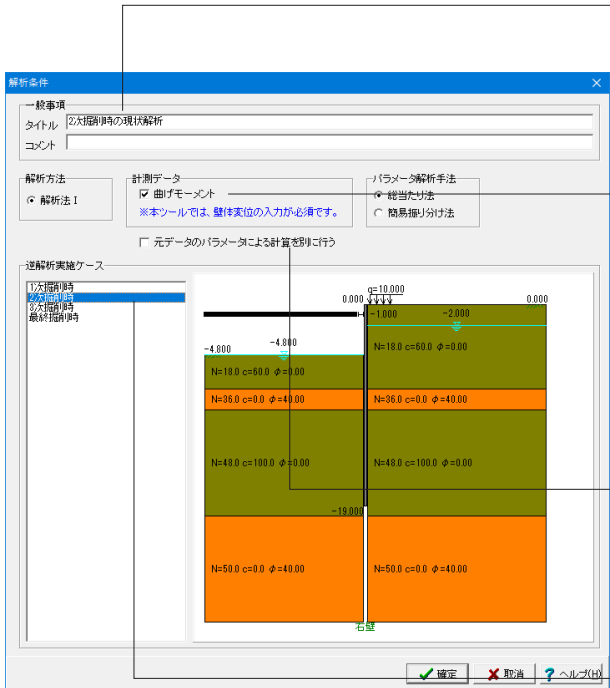 解析条件
一般事項
タイトル 2次掘削時の現状解析
コメント
解析方法
解析法Ⅰ
計測データ
曲げモーメント
※本ツールでは、壁体変位の入力が必須です。
パラメータ解析手法
総当たり法
簡易振り分け法
元データのパラメータによる計算を別に行う
逆解析実施ケース
1次掘削時
2次掘削時
3次掘削時
最終掘削時
q=10.000
0.000 0.000
-1.000 -2.000
-4.800 -4.800
N=18.0 c=60.0 φ=0.00
N=18.0 c=60.0 φ=0.00
N=36.0 c=0.0 φ=40.00 N=36.0 c=0.0 φ=40.00
N=48.0 c=100.0 φ=0.00 N=48.0 c=100.0 φ=0.00
-19.000
N=50.0 c=0.0 φ=40.00 N=50.0 c=0.0 φ=40.00
右壁
確定 取消 ? ヘルプ(H)